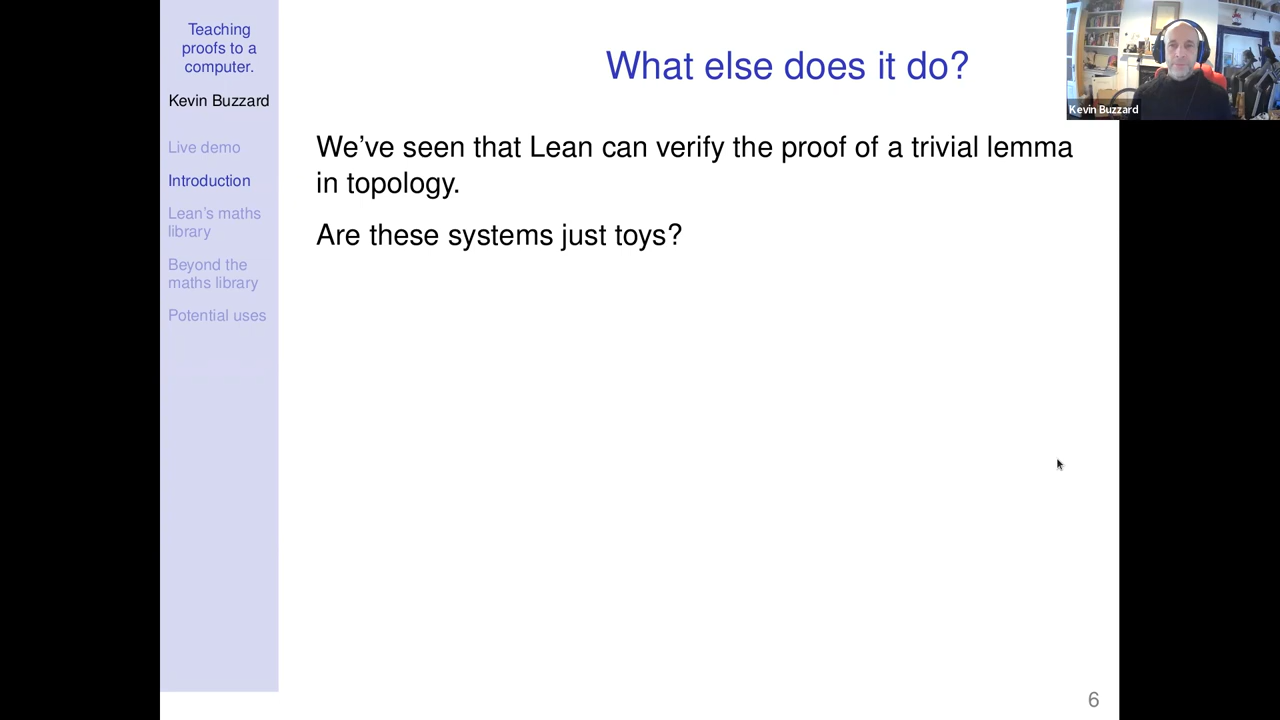 Teaching
proofs to a
computer.
Kevin Buzzard
Live demo
Introduction
Lean's maths
library
Beyond the
maths library
Potential uses
What else does it do?
We've seen that Lean can verify the proof of a trivial lemma
in topology.
Are these systems just toys?
6
Kevin Buzzard